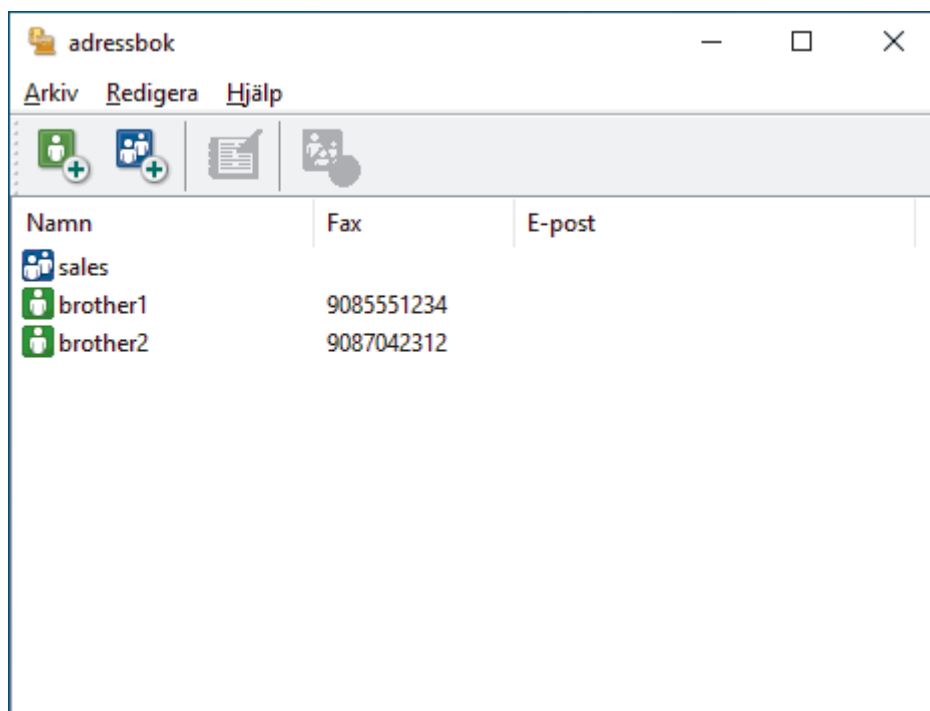 adressbok
Arkiv Redigera Hjälp
Namn Fax E-post
sales
brother1 9085551234
brother2 9087042312